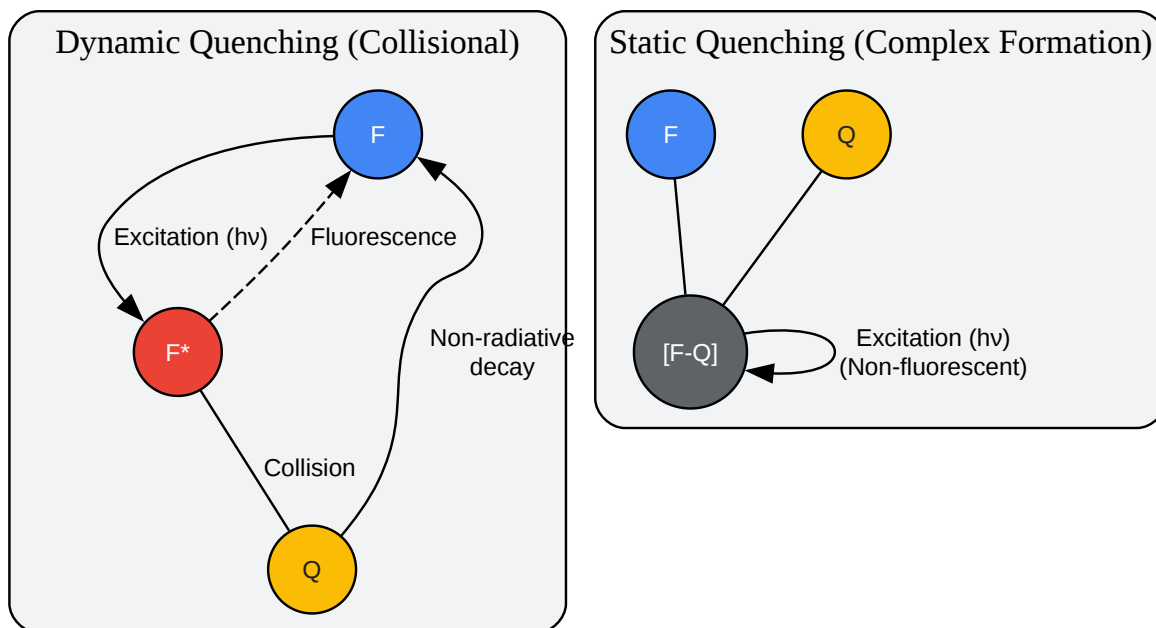 Dynamic Quenching (Collisional)
F
Excitation (hν)
Fluorescence
F*
Non-radiative
decay
Collision
Q
Static Quenching (Complex Formation)
F
Q
[F-Q]
Excitation (hν)
(Non-fluorescent)